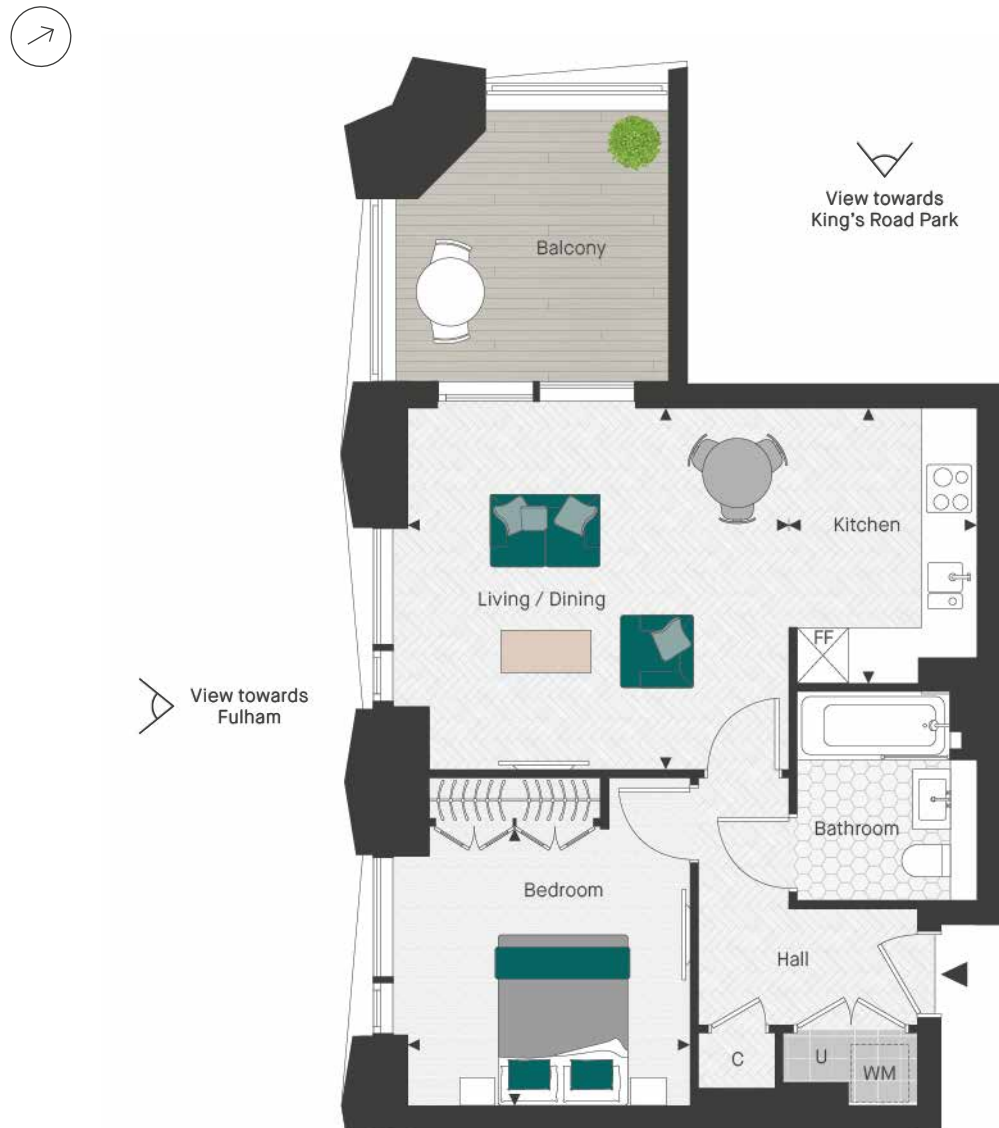 View towards
King's Road Park
Balcony
Kitchen
Living / Dining
FF
View towards
Fulham
Bathroom
Bedroom
Hall
C
U
WM